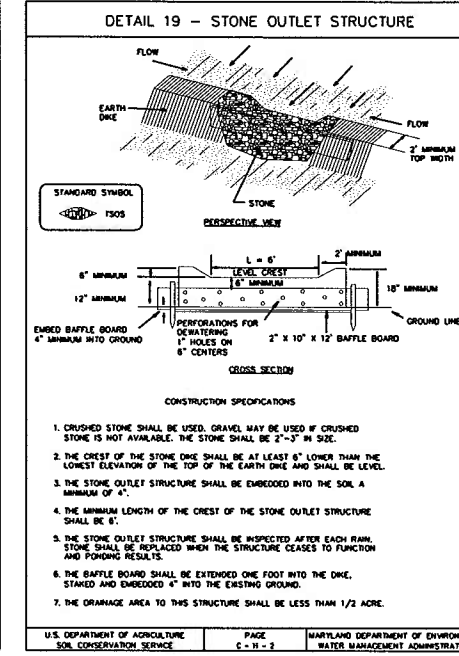 DETAIL 19 – STONE OUTLET STRUCTURE
FLOW
EARTH
DIKE
FLOW
2' MINIMUM
TOP WIDTH
STANDARD SYMBOL
TSOS
STONE
PERSPECTIVE VIEW
L = 6'
2' MINIMUM
LEVEL CREST
6" MINIMUM
6" MINIMUM
12" MINIMUM
18" MINIMUM
GROUND LINE
EMBED BAFFLE BOARD
4" MINIMUM INTO GROUND
PERFORATIONS FOR
DEWATERING
1" HOLES ON
6" CENTERS
2" X 10" X 12' BAFFLE BOARD
CROSS SECTION
CONSTRUCTION SPECIFICATIONS
1. CRUSHED STONE SHALL BE USED. GRAVEL MAY BE USED IF CRUSHED
STONE IS NOT AVAILABLE. THE STONE SHALL BE 2"-3" IN SIZE.
2. THE CREST OF THE STONE DIKE SHALL BE AT LEAST 6" LOWER THAN THE
LOWEST ELEVATION OF THE TOP OF THE EARTH DIKE AND SHALL BE LEVEL.
3. THE STONE OUTLET STRUCTURE SHALL BE EMBEDDED INTO THE SOIL A
MINIMUM OF 4".
4. THE MINIMUM LENGTH OF THE CREST OF THE STONE OUTLET STRUCTURE
SHALL BE 6'.
5. THE STONE OUTLET STRUCTURE SHALL BE INSPECTED AFTER EACH RAIN.
STONE SHALL BE REPLACED WHEN THE STRUCTURE CEASES TO FUNCTION
AND PONDING RESULTS.
6. THE BAFFLE BOARD SHALL BE EXTENDED ONE FOOT INTO THE DIKE,
STAKED AND EMBEDDED 4" INTO THE EXISTING GROUND.
7. THE DRAINAGE AREA TO THIS STRUCTURE SHALL BE LESS THAN 1/2 ACRE.
U.S. DEPARTMENT OF AGRICULTURE
SOIL CONSERVATION SERVICE
PAGE
C - H - 2
MARYLAND DEPARTMENT OF ENVIRON
WATER MANAGEMENT ADMINISTRAT